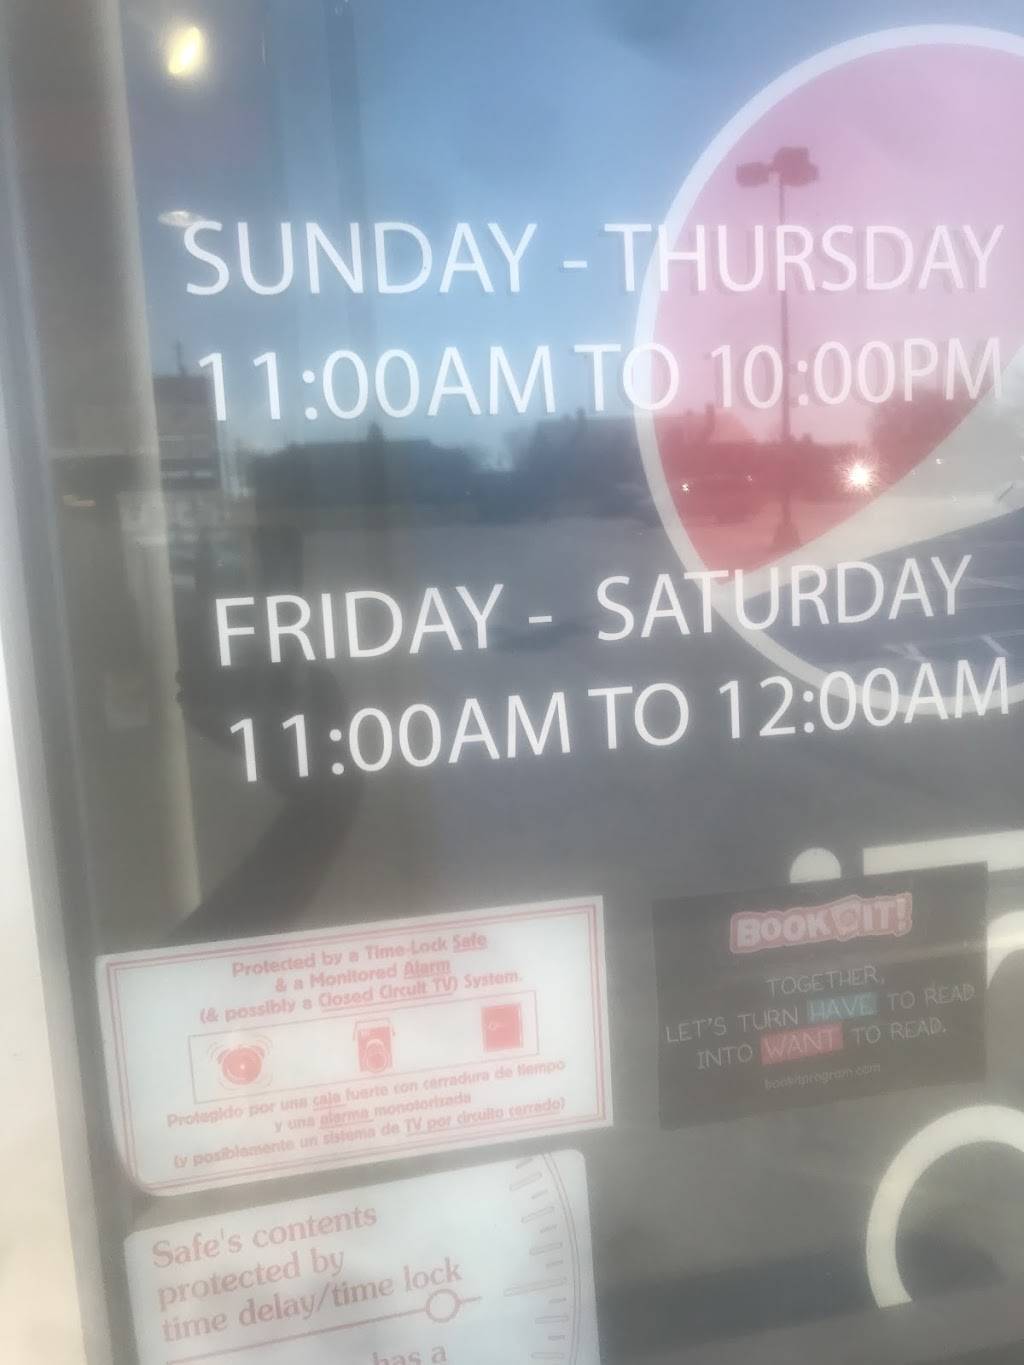 SUNDAY - THURSDAY
11:00AM TO 10:00PM
FRIDAY - SATURDAY
11:00AM TO 12:00AM
Protected by a Time-Lock Safe
& a Monitored Alarm
(& possibly a Closed Circuit TV) System.
Protegido por una caja fuerte con cerradura de tiempo
y una alarma monotorizada
(y posiblemente un sistema de TV por circuito cerrado)
BOOK IT!
TOGETHER,
LET'S TURN HAVE TO READ
INTO WANT TO READ.
bookitprogram.com
Safe's contents
protected by
time delay/time lock
has a